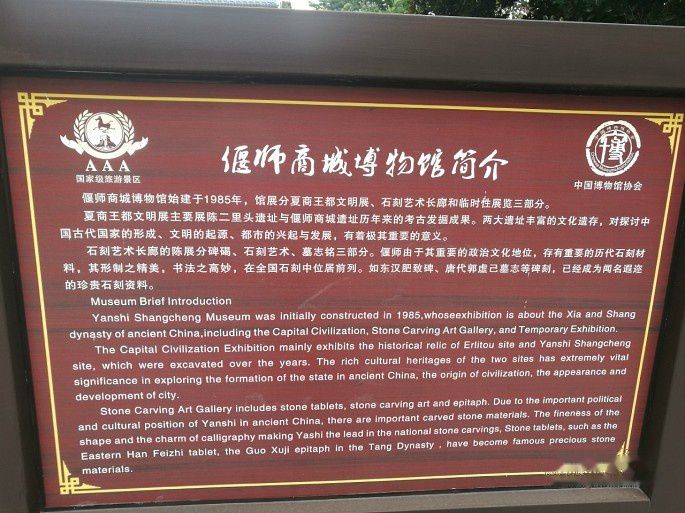 AAA
国家级旅游景区
偃师商城博物馆简介
中国博物馆协会
偃师商城博物馆始建于1985年，馆展分夏商王都文明展、石刻艺术长廊和临时性展览三部分。
夏商王都文明展主要展陈二里头遗址与偃师商城遗址历年来的考古发掘成果。两大遗址丰富的文化遗存，对探讨中
国古代国家的形成、文明的起源、都市的兴起与发展，有着极其重要的意义。
石刻艺术长廊的陈展分碑碣、石刻艺术、墓志铭三部分。偃师由于其重要的政治文化地位，存有重要的历代石刻材
料，其形制之精美，书法之高妙，在全国石刻中位居前列。如东汉肥致碑、唐代郭虚己墓志等碑刻，已经成为闻名遐迩
的珍贵石刻资料。
Museum Brief Introduction
Yanshi Shangcheng Museum was initially constructed in 1985,whoseexhibition is about the Xia and Shang
dynasty of ancient China,including the Capital Civilization, Stone Carving Art Gallery, and Temporary Exhibition.
The Capital Civilization Exhibition mainly exhibits the historical relic of Erlitou site and Yanshi Shangcheng
site, which were excavated over the years. The rich cultural heritages of the two sites has extremely vital
significance in exploring the formation of the state in ancient China, the origin of civilization, the appearance and
development of city.
Stone Carving Art Gallery includes stone tablets, stone carving art and epitaph. Due to the important political
and cultural position of Yanshi in ancient China, there are important carved stone materials. The fineness of the
shape and the charm of calligraphy making Yashi the lead in the national stone carvings, Stone tablets, such as the
Eastern Han Feizhi tablet, the Guo Xuji epitaph in the Tang Dynasty , have become famous precious stone
materials.